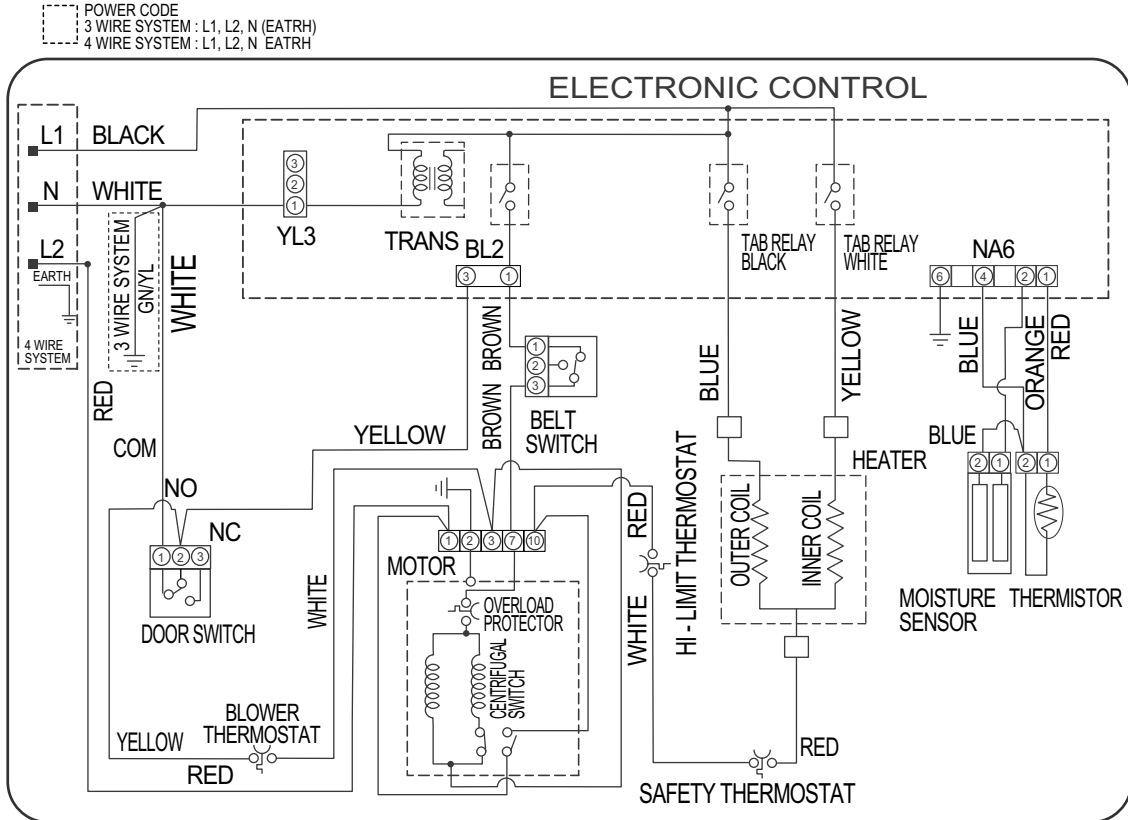 POWER CODE
3 WIRE SYSTEM : L1, L2, N (EATRH)
4 WIRE SYSTEM : L1, L2, N EATRH
ELECTRONIC CONTROL
L1
BLACK
N
WHITE
L2
EARTH
4 WIRE
SYSTEM
3 WIRE SYSTEM
GN/YL
WHITE
RED
COM
3
2
1
YL3
TRANS
BL2
3
1
TAB RELAY
BLACK
TAB RELAY
WHITE
NA6
6
4
2
1
BROWN
BROWN
1
2
3
BELT
SWITCH
BLUE
YELLOW
BLUE
ORANGE
RED
YELLOW
NO
NC
1
2
3
DOOR SWITCH
WHITE
1
2
3
7
10
MOTOR
OVERLOAD
PROTECTOR
CENTRIFUGAL
SWITCH
RED
WHITE
HI - LIMIT THERMOSTAT
HEATER
OUTER COIL
INNER COIL
BLUE
2
1
2
1
MOISTURE
SENSOR
THERMISTOR
BLOWER
THERMOSTAT
YELLOW
RED
RED
SAFETY THERMOSTAT